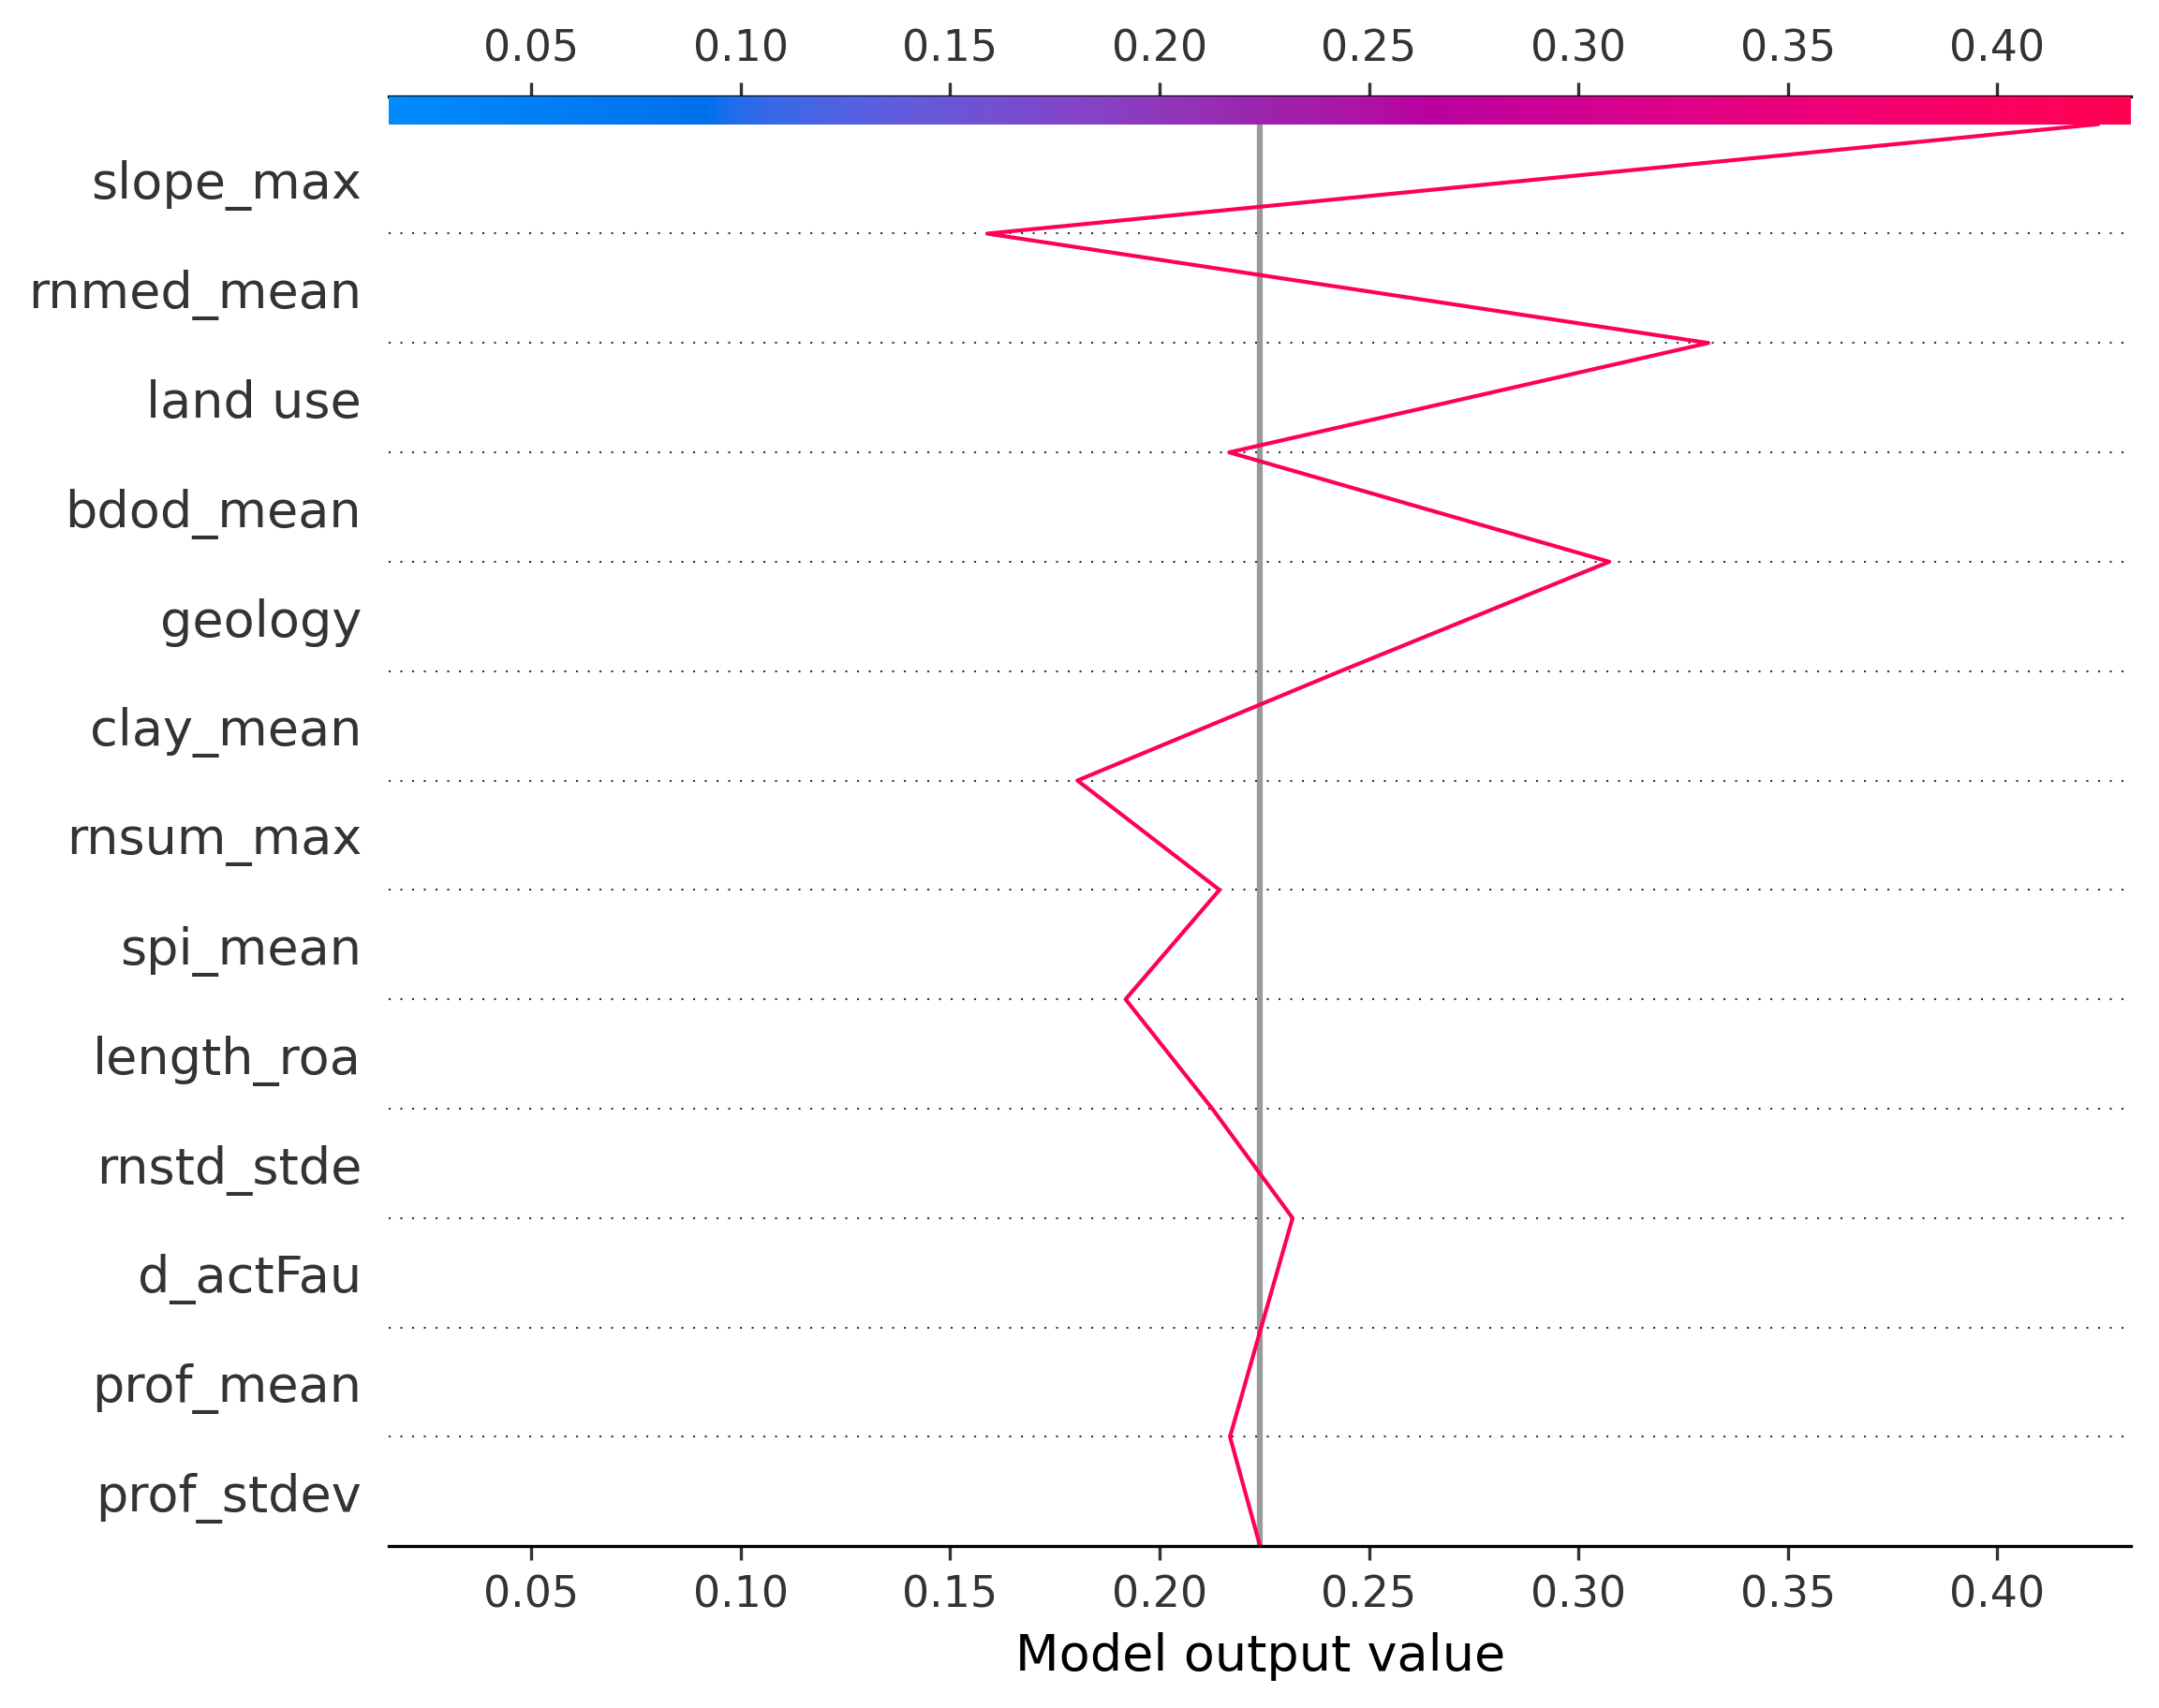 0.05 0.10 0.15 0.20 0.25 0.30 0.35 0.40
slope_max
rnmed_mean
land use
bdod_mean
geology
clay_mean
rnsum_max
spi_mean
length_roa
rnstd_stde
d_actFau
prof_mean
prof_stdev
0.05 0.10 0.15 0.20 0.25 0.30 0.35 0.40
Model output value